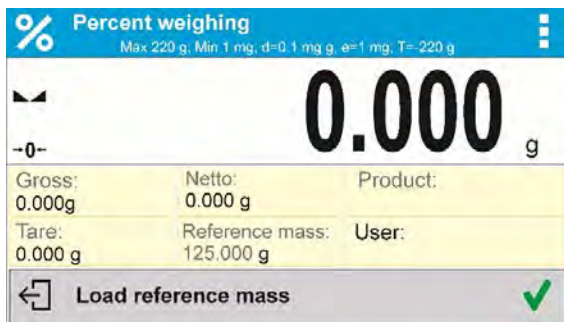 % Percent weighing
Max 220 g; Min 1 mg; d=0.1 mg g, e=1 mg; T=-220 g
→0←
0.000 g
Gross: Netto: Product:
0.000g 0.000 g
Tare: Reference mass: User:
0.000 g 125.000 g
Load reference mass